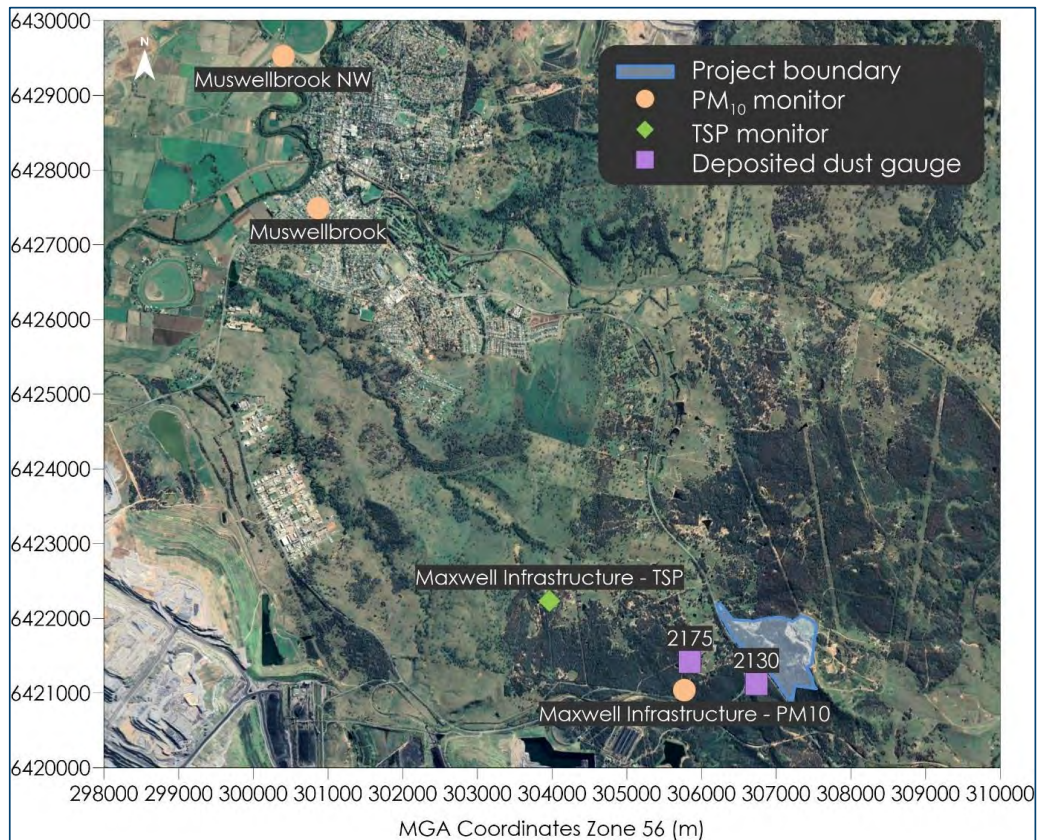 6430000
N
Muswellbrook NW
Project boundary
PM₁₀ monitor
TSP monitor
Deposited dust gauge
6429000
6428000
Muswellbrook
6427000
6426000
6425000
6424000
6423000
Maxwell Infrastructure - TSP
6422000
2175
2130
6421000
Maxwell Infrastructure - PM10
6420000
298000 299000 300000 301000 302000 303000 304000 305000 306000 307000 308000 309000 310000
MGA Coordinates Zone 56 (m)